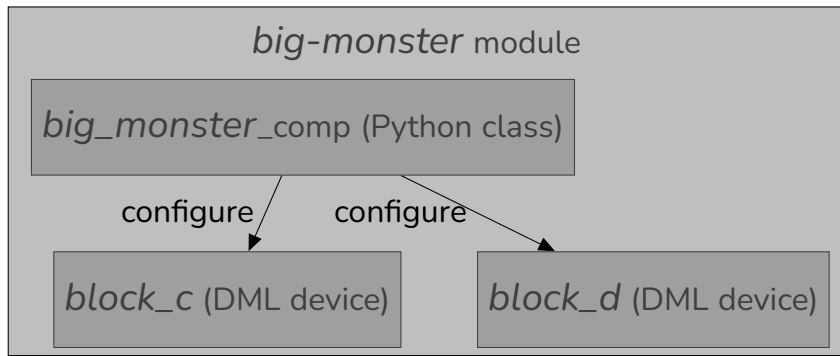 big-monster module
big_monster_comp (Python class)
configure configure
block_c (DML device) block_d (DML device)